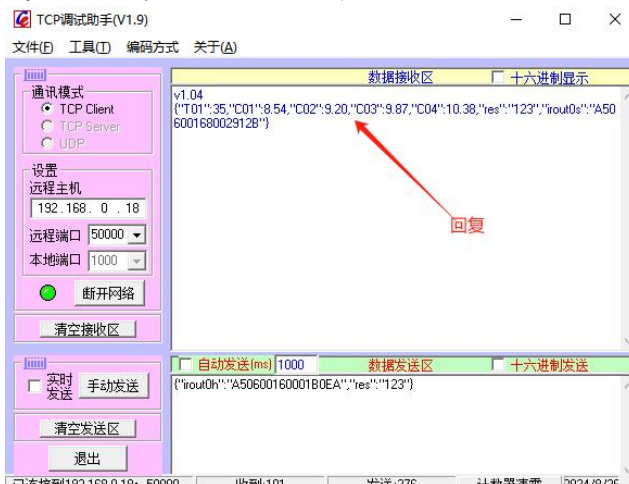 TCP调试助手(V1.9)
文件(F) 工具(T) 编码方式 关于(A)
数据接收区 十六进制显示
通讯模式
TCP Client
TCP Server
UDP
设置
远程主机
192.168. 0 . 18
远程端口 50000
本地端口 1000
断开网络
清空接收区
v1.04
{"T01":35,"C01":8.54,"C02":9.20,"C03":9.87,"C04":10.38,"res":"123","irout0s":"A50
600168002912B"}
回复
自动发送(ms) 1000 数据发送区 十六进制发送
实时发送 手动发送
清空发送区
退出
{"irout0h":"A50600160001B0EA","res":"123"}